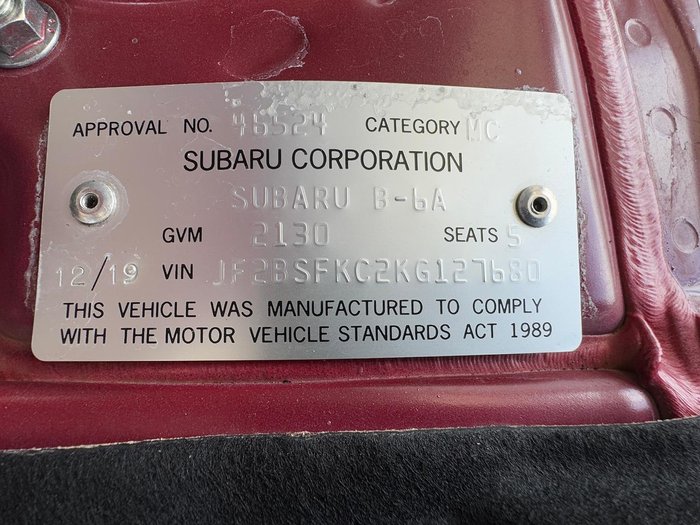 APPROVAL NO. 46524 CATEGORY MC
SUBARU CORPORATION
SUBARU B-6A
GVM 2130 SEATS 5
12/19 VIN JF2BSFKC2KG127680
THIS VEHICLE WAS MANUFACTURED TO COMPLY
WITH THE MOTOR VEHICLE STANDARDS ACT 1989